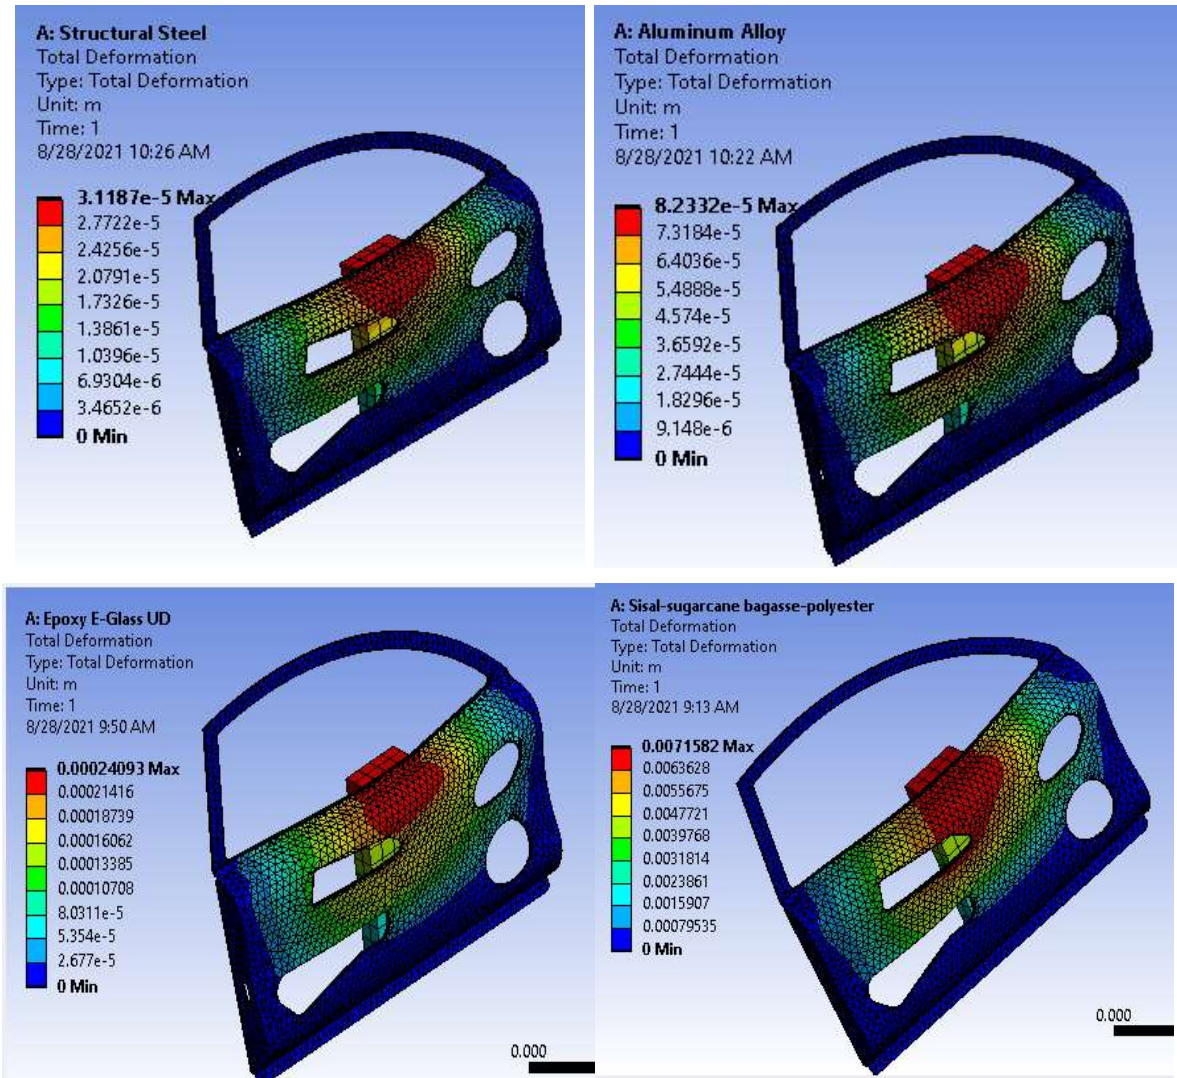 A: Structural Steel
Total Deformation
Type: Total Deformation
Unit: m
Time: 1
8/28/2021 10:26 AM
3.1187e-5 Max
2.7722e-5
2.4256e-5
2.0791e-5
1.7326e-5
1.3861e-5
1.0396e-5
6.9304e-6
3.4652e-6
0 Min
A: Aluminum Alloy
Total Deformation
Type: Total Deformation
Unit: m
Time: 1
8/28/2021 10:22 AM
8.2332e-5 Max
7.3184e-5
6.4036e-5
5.4888e-5
4.574e-5
3.6592e-5
2.7444e-5
1.8296e-5
9.148e-6
0 Min
A: Epoxy E-Glass UD
Total Deformation
Type: Total Deformation
Unit: m
Time: 1
8/28/2021 9:50 AM
0.00024093 Max
0.00021416
0.00018739
0.00016062
0.00013385
0.00010708
8.0311e-5
5.354e-5
2.677e-5
0 Min
0.000
A: Sisal-sugarcane bagasse-polyester
Total Deformation
Type: Total Deformation
Unit: m
Time: 1
8/28/2021 9:13 AM
0.0071582 Max
0.0063628
0.0055675
0.0047721
0.0039768
0.0031814
0.0023861
0.0015907
0.00079535
0 Min
0.000